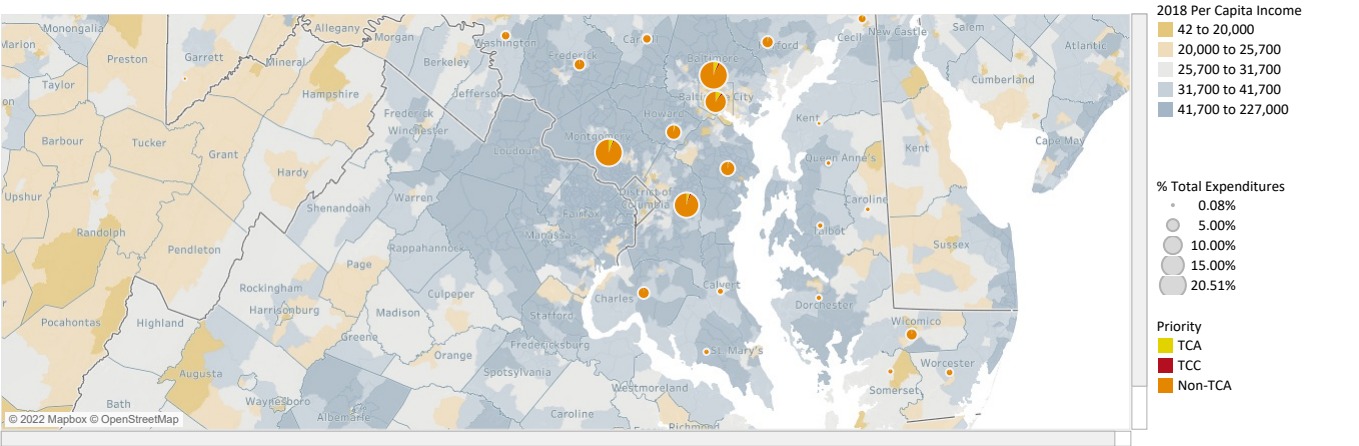 Monongalia
Allegany
Morgan
Washington
Cecil
New Castle
Salem
Marion
Preston
Garrett
Mineral
Berkeley
Frederick
Baltimore
Atlantic
Taylor
Hampshire
Jefferson
Cumberland
Frederick
Howard
Kent
Winchester
Barbour
Tucker
Montgomery
Cape May
Grant
Loudoun
Queen Anne's
Kent
Hardy
Upshur
Warren
District of
Columbia
Caroline
Shenandoah
Fairfax
Talbot
Randolph
Manassas
Sussex
Pendleton
Rappahannock
Page
Rockingham
Culpeper
Charles
Calvert
Harrisonburg
Madison
Stafford
Dorchester
Pocahontas
Highland
Wicomico
Greene
Fredericksburg
Orange
St. Mary's
Augusta
Spotsylvania
Worcester
Westmoreland
Somerset
Bath
Waynesboro
Albemarle
Caroline
Richmond
© 2022 Mapbox © OpenStreetMap
2018 Per Capita Income
42 to 20,000
20,000 to 25,700
25,700 to 31,700
31,700 to 41,700
41,700 to 227,000
% Total Expenditures
0.08%
5.00%
10.00%
15.00%
20.51%
Priority
TCA
TCC
Non-TCA